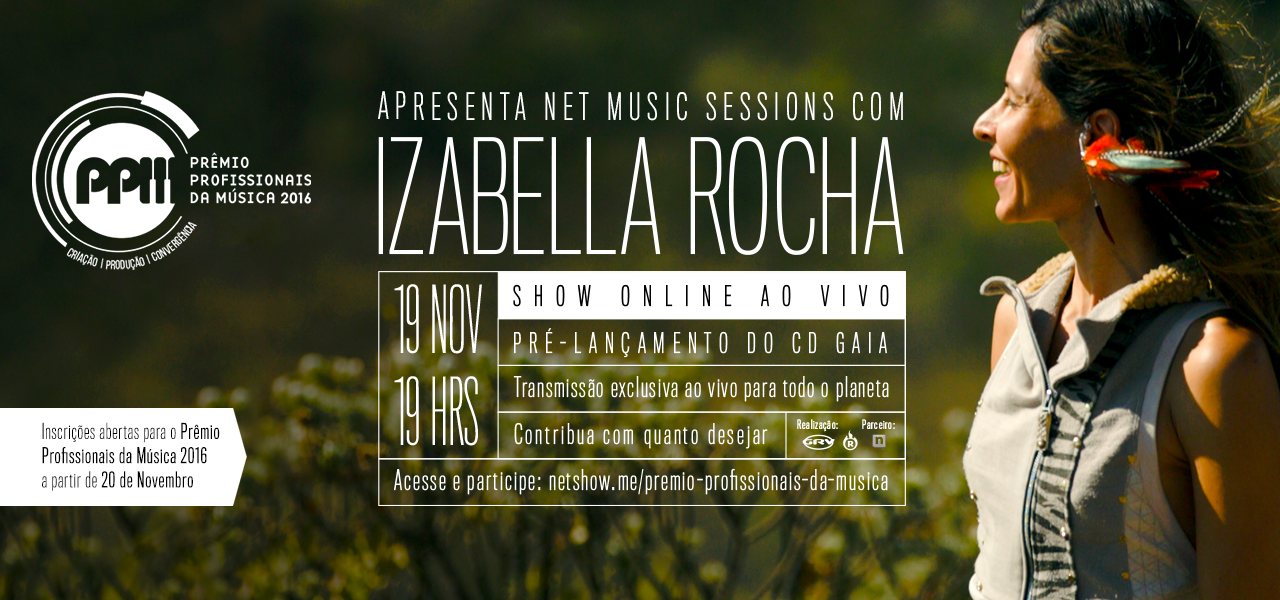 PPM
PRÊMIO
PROFISSIONAIS
DA MÚSICA 2016
CRIAÇÃO | PRODUÇÃO | CONVERGÊNCIA
APRESENTA NET MUSIC SESSIONS COM
IZABELLA ROCHA
19 NOV
19 HRS
SHOW ONLINE AO VIVO
PRÉ-LANÇAMENTO DO CD GAIA
Transmissão exclusiva ao vivo para todo o planeta
Contribua com quanto desejar
Realização:
GRV
R
Parceiro:
n
Acesse e participe: netshow.me/premio-profissionais-da-musica
Inscrições abertas para o Prêmio
Profissionais da Música 2016
a partir de 20 de Novembro